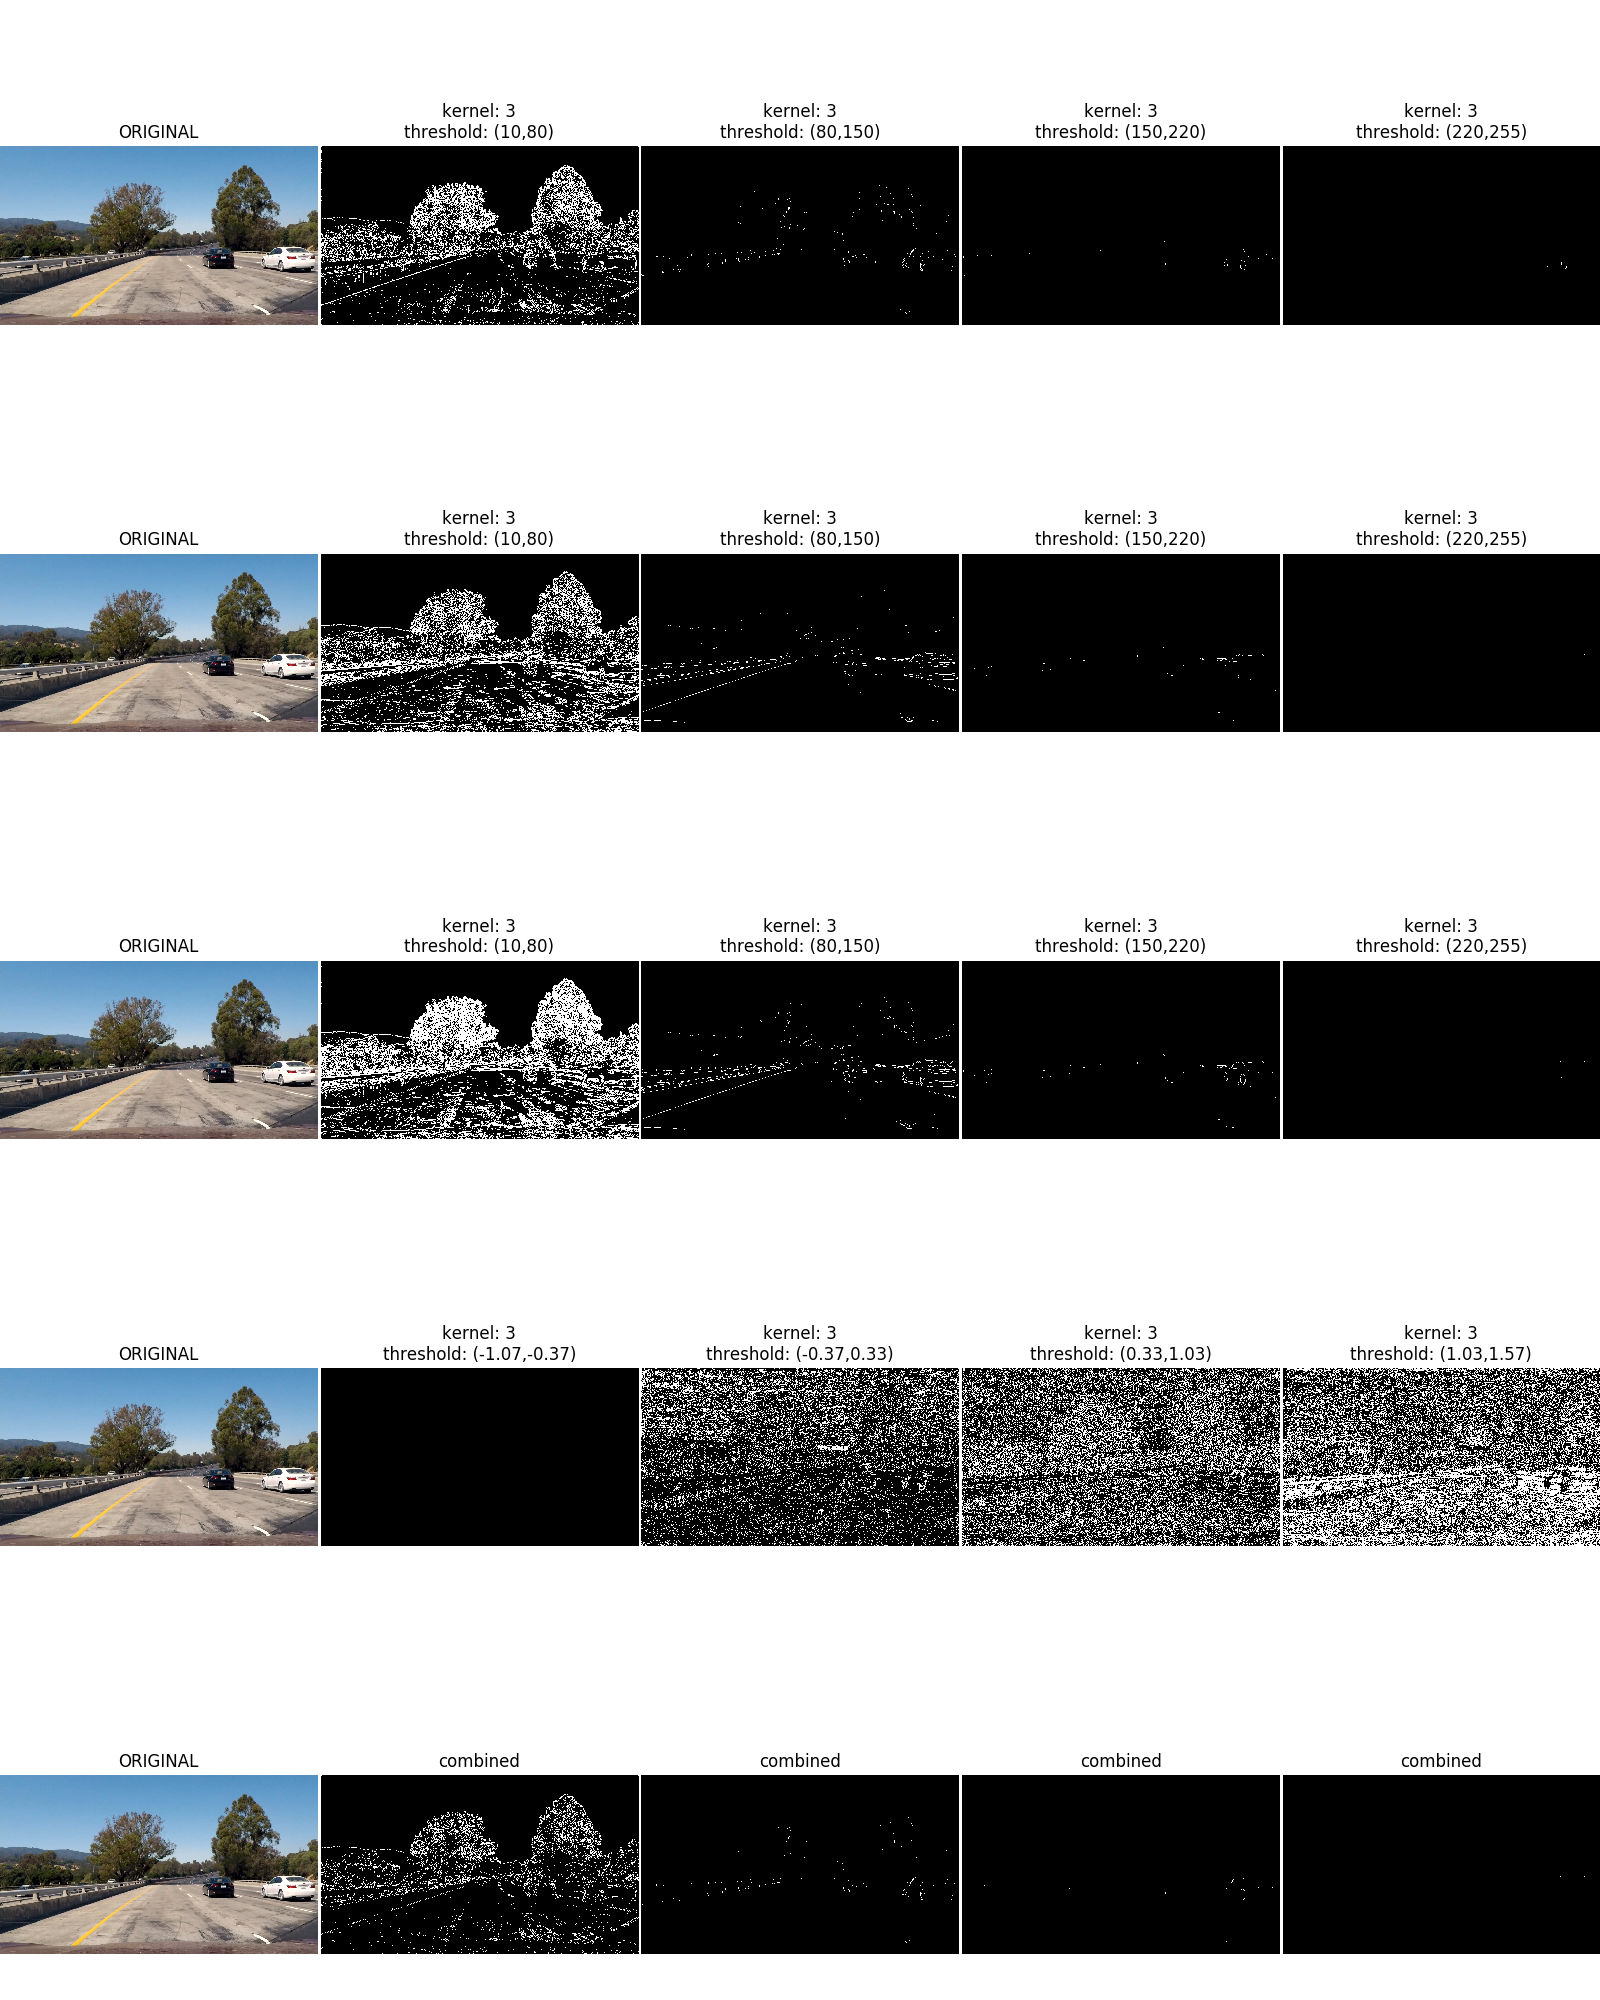 kernel: 3
kernel: 3
kernel: 3
kernel: 3
ORIGINAL
threshold: (10,80)
threshold: (80,150)
threshold: (150,220)
threshold: (220,255)
kernel: 3
kernel: 3
kernel: 3
kernel: 3
ORIGINAL
threshold: (10,80)
threshold: (80,150)
threshold: (150,220)
threshold: (220,255)
kernel: 3
kernel: 3
kernel: 3
kernel: 3
ORIGINAL
threshold: (10,80)
threshold: (80,150)
threshold: (150,220)
threshold: (220,255)
kernel: 3
kernel: 3
kernel: 3
kernel: 3
ORIGINAL
threshold: (-1.07,-0.37)
threshold: (-0.37,0.33)
threshold: (0.33,1.03)
threshold: (1.03,1.57)
ORIGINAL
combined
combined
combined
combined